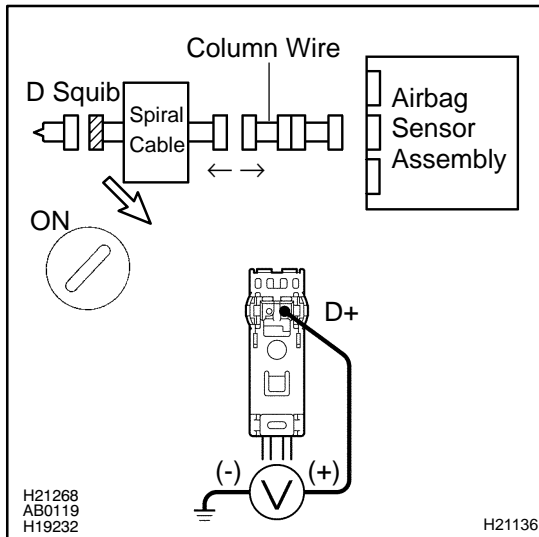 Column Wire
D Squib
Spiral
Cable
Airbag
Sensor
Assembly
ON
D+
(-)
(+)
V
H21268
AB0119
H19232
H21136